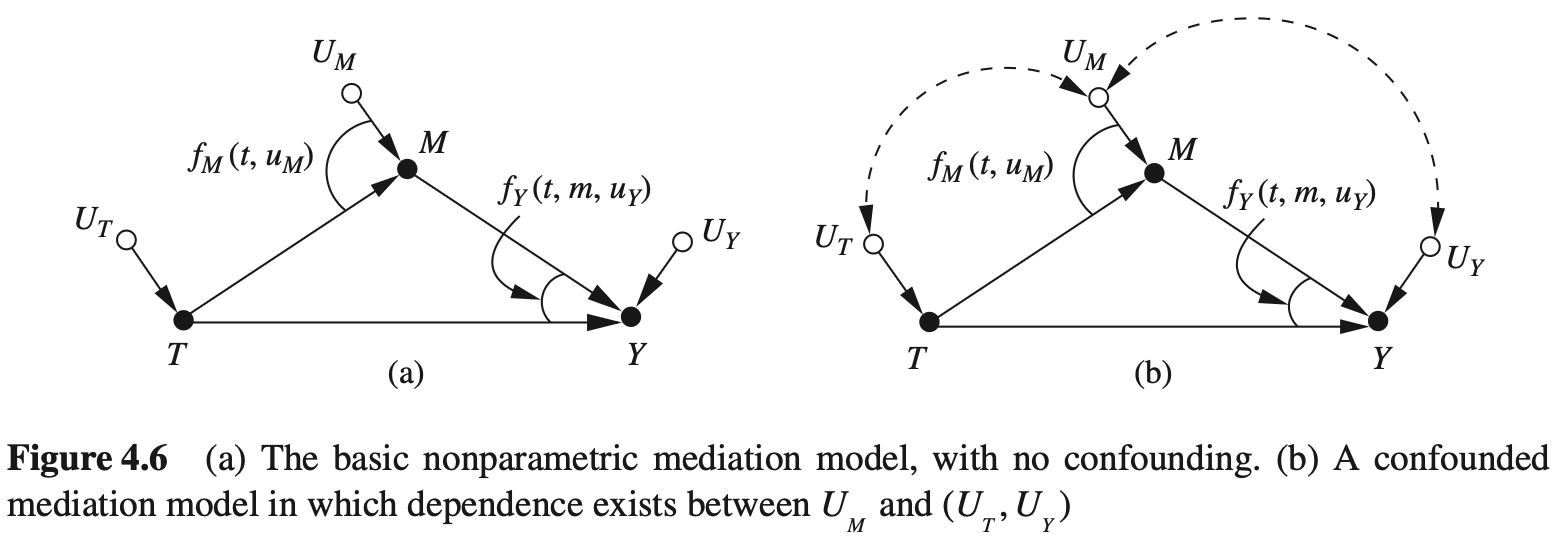 U_M
M
f_M(t, u_M)
f_Y(t, m, u_Y)
U_T
U_Y
T
Y
(a)
U_M
M
f_M(t, u_M)
f_Y(t, m, u_Y)
U_T
U_Y
T
Y
(b)
Figure 4.6 (a) The basic nonparametric mediation model, with no confounding. (b) A confounded
mediation model in which dependence exists between U_M and (U_T, U_Y)